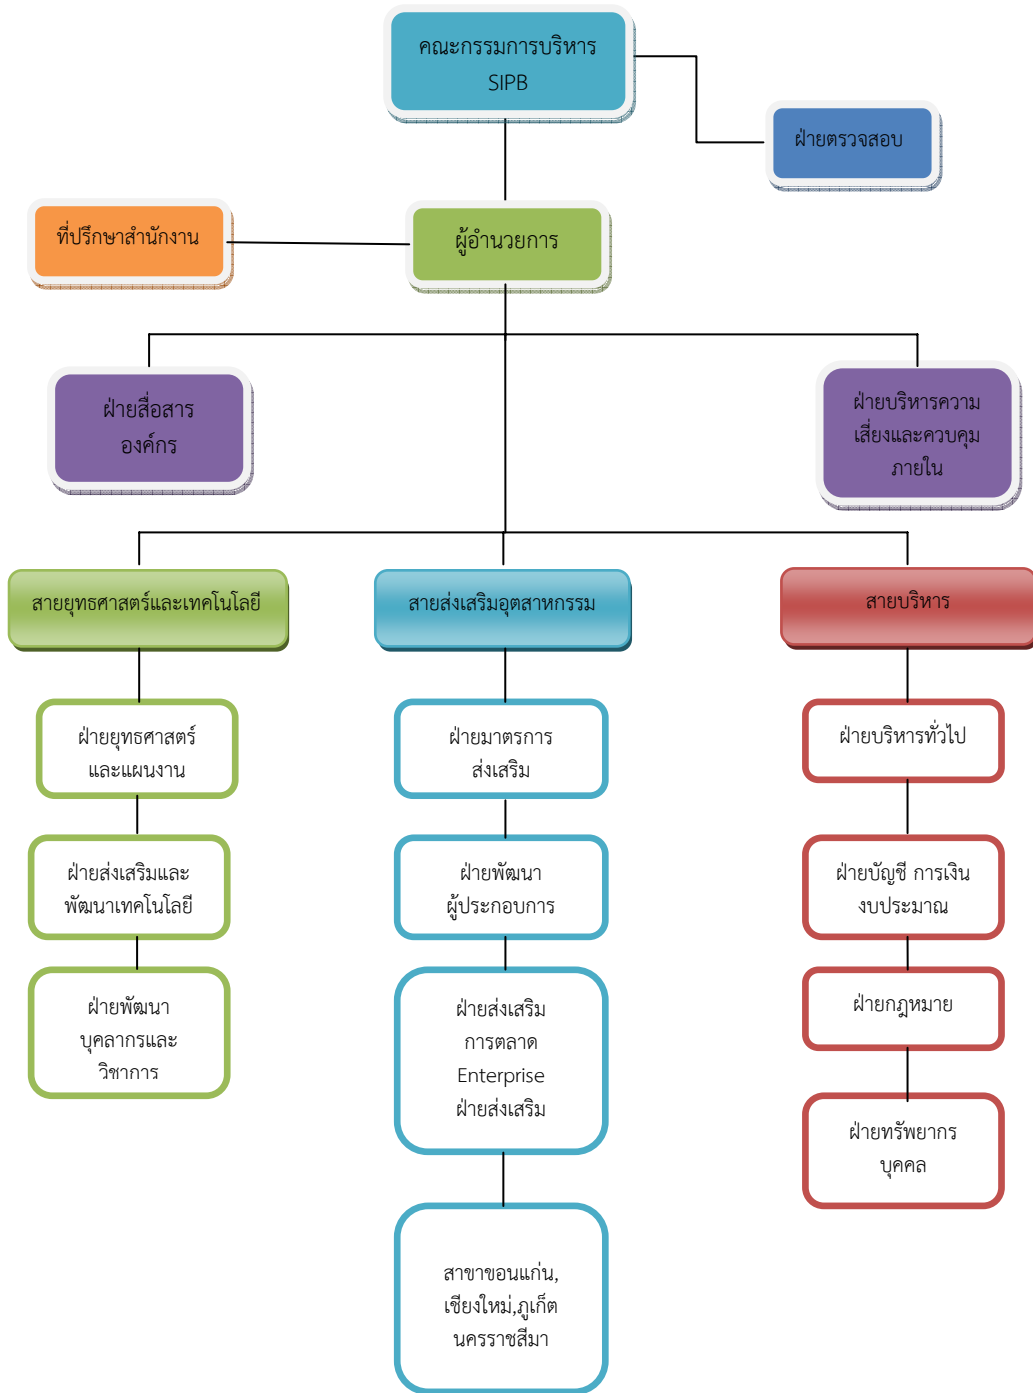 คณะกรรมการบริหาร
SIPB
ฝ่ายตรวจสอบ
ที่ปรึกษาสำนักงาน
ผู้อำนวยการ
ฝ่ายสื่อสาร
องค์กร
ฝ่ายบริหารความ
เสี่ยงและควบคุม
ภายใน
สายยุทธศาสตร์และเทคโนโลยี
สายส่งเสริมอุตสาหกรรม
สายบริหาร
ฝ่ายยุทธศาสตร์
และแผนงาน
ฝ่ายมาตรการ
ส่งเสริม
ฝ่ายบริหารทั่วไป
ฝ่ายส่งเสริมและ
พัฒนาเทคโนโลยี
ฝ่ายพัฒนา
ผู้ประกอบการ
ฝ่ายบัญชี การเงิน
งบประมาณ
ฝ่ายพัฒนา
บุคลากรและ
วิชาการ
ฝ่ายส่งเสริม
การตลาด
Enterprise
ฝ่ายส่งเสริม
ฝ่ายกฎหมาย
ฝ่ายทรัพยากร
บุคคล
สาขาขอนแก่น,
เชียงใหม่,ภูเก็ต
นครราชสีมา